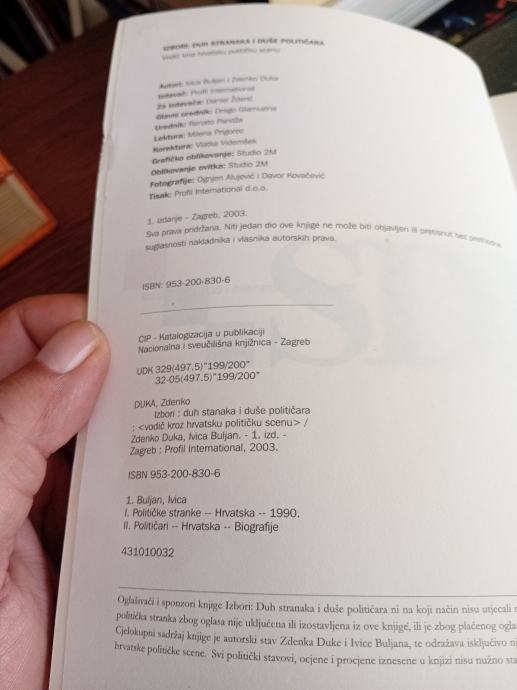 IZBORI: DUH STRANAKA I DUŠE POLITIČARA
Vodič kroz hrvatsku političku scenu
Autori: Ivica Buljan i Zdenko Duka
Izdavač: Profil International
Za izdavača: Daniel Žderić
Glavni urednik: Drago Glamuzina
Urednik: Renato
Lektura: Milena Prigorec
Korektura: Vlatka Videmšek
Grafičko oblikovanje: Studio 2M
Oblikovanje ovitka: Studio 2M
Fotografije: Ognjen Alujević i Davor Kovačević
Tisak: Profil International d.o.o.
1. izdanje – Zagreb, 2003.
Sva prava pridržana. Niti jedan dio ove knjige ne može biti objavljen ili pretisnut bez prethodne
suglasnosti nakladnika i vlasnika autorskih prava.
ISBN: 953-200-830-6
CIP - Katalogizacija u publikaciji
Nacionalna i sveučilišna knjižnica - Zagreb
UDK 329(497.5)"199/200"
32-05(497.5)"199/200"
DUKA, Zdenko
Izbori : duh stanaka i duše političara
: <vodič kroz hrvatsku političku scenu> /
Zdenko Duka, Ivica Buljan. - 1. izd. -
Zagreb : Profil International, 2003.
ISBN 953-200-830-6
1. Buljan, Ivica
I. Političke stranke -- Hrvatska -- 1990.
II. Političari -- Hrvatska -- Biografije
431010032
Oglašivači i sponzori knjige Izbori: Duh stranaka i duše političara ni na koji način nisu utjecali
politička stranka zbog oglasa nije uključena ili izostavljena iz ove knjige, ili je zbog plaćenog
Cjelokupni sadržaj knjige je autorski stav Zdenka Duke i Ivice Buljana, te odražava isključivo
hrvatske političke scene. Svi politički stavovi, ocjene i procjene iznesene u knjizi nisu nužno